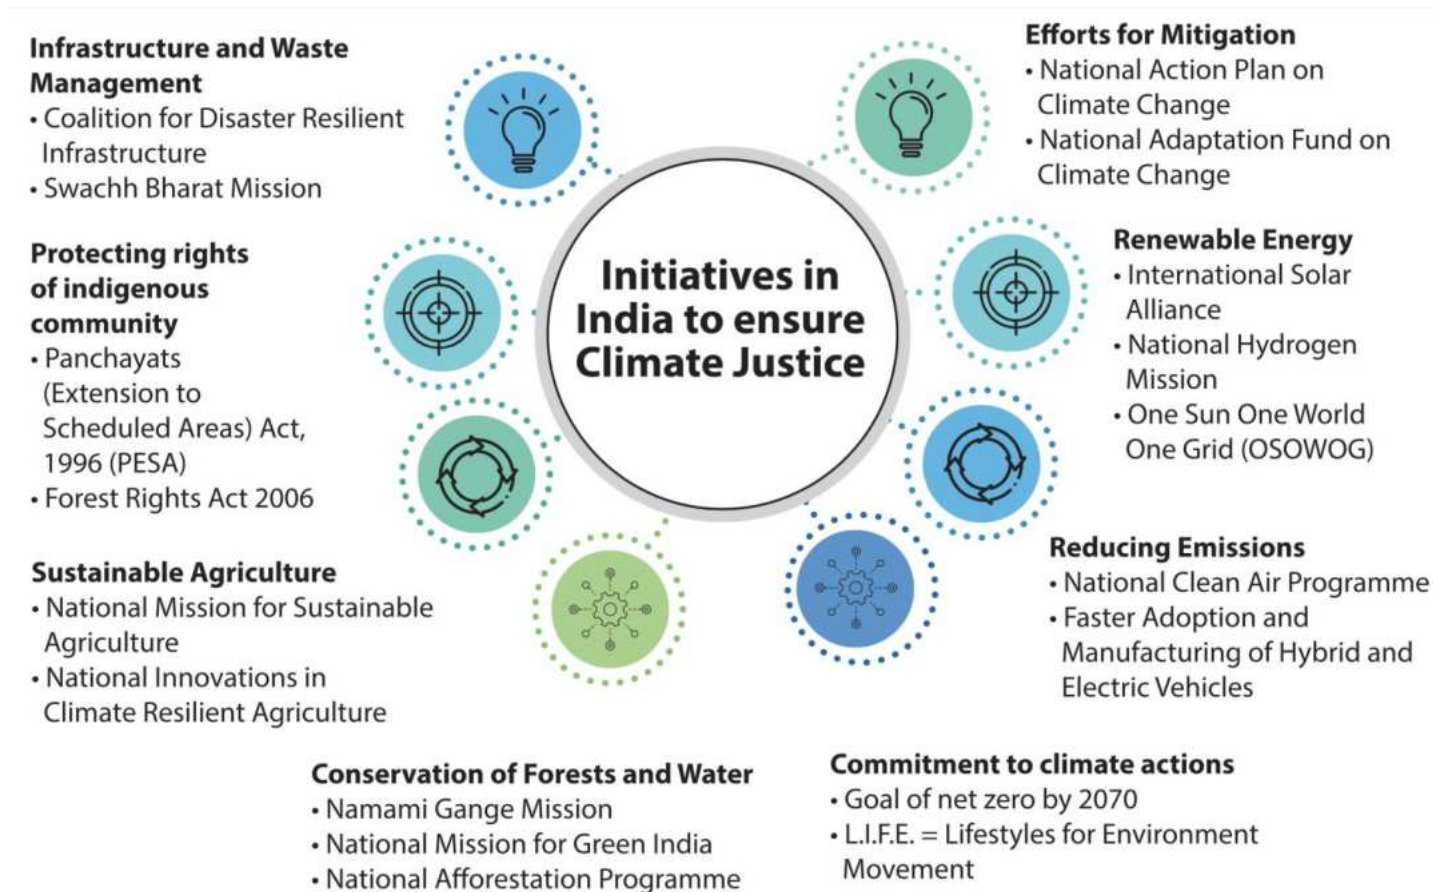 Infrastructure and Waste
Management
• Coalition for Disaster Resilient
Infrastructure
• Swachh Bharat Mission
Protecting rights
of indigenous
community
• Panchayats
(Extension to
Scheduled Areas) Act,
1996 (PESA)
• Forest Rights Act 2006
Sustainable Agriculture
• National Mission for Sustainable
Agriculture
• National Innovations in
Climate Resilient Agriculture
Conservation of Forests and Water
• Namami Gange Mission
• National Mission for Green India
• National Afforestation Programme
Initiatives in
India to ensure
Climate Justice
Efforts for Mitigation
• National Action Plan on
Climate Change
• National Adaptation Fund on
Climate Change
Renewable Energy
• International Solar
Alliance
• National Hydrogen
Mission
• One Sun One World
One Grid (OSOWOG)
Reducing Emissions
• National Clean Air Programme
• Faster Adoption and
Manufacturing of Hybrid and
Electric Vehicles
Commitment to climate actions
• Goal of net zero by 2070
• L.I.F.E. = Lifestyles for Environment
Movement